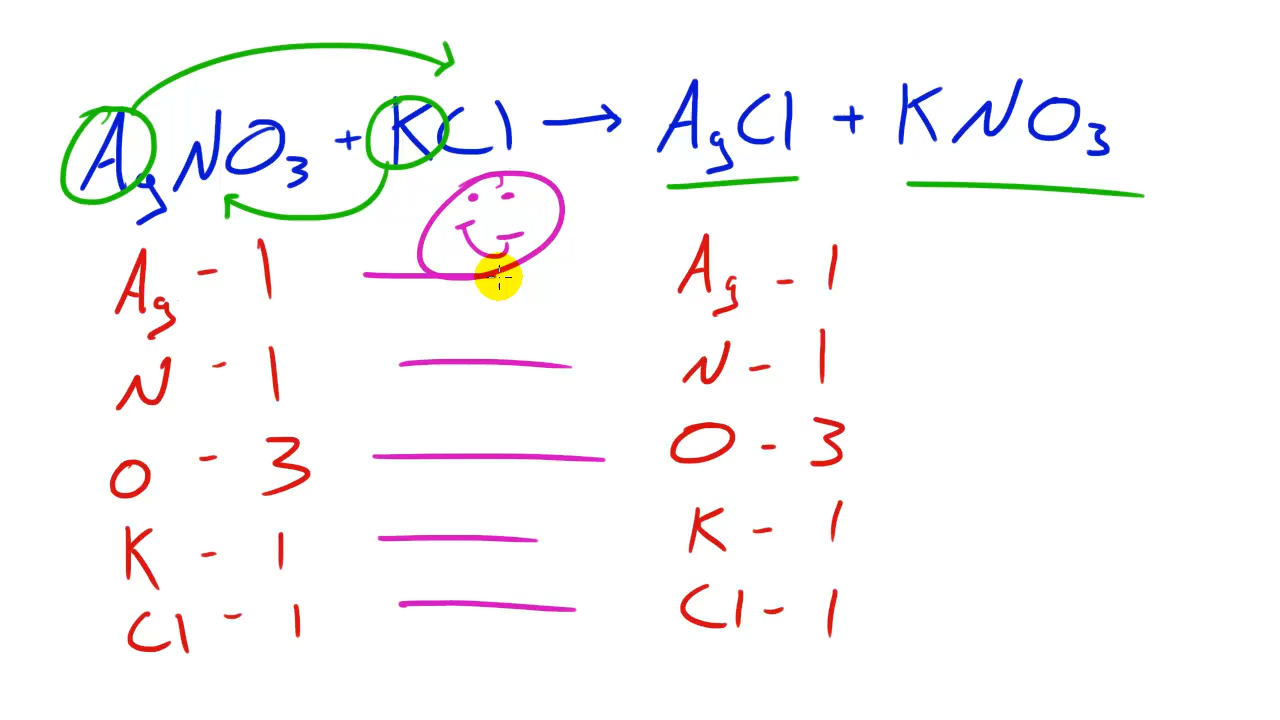 AgNO₃ + KCl → AgCl + KNO₃
Ag - 1 Ag - 1
N - 1 N - 1
O - 3 O - 3
K - 1 K - 1
Cl - 1 Cl - 1